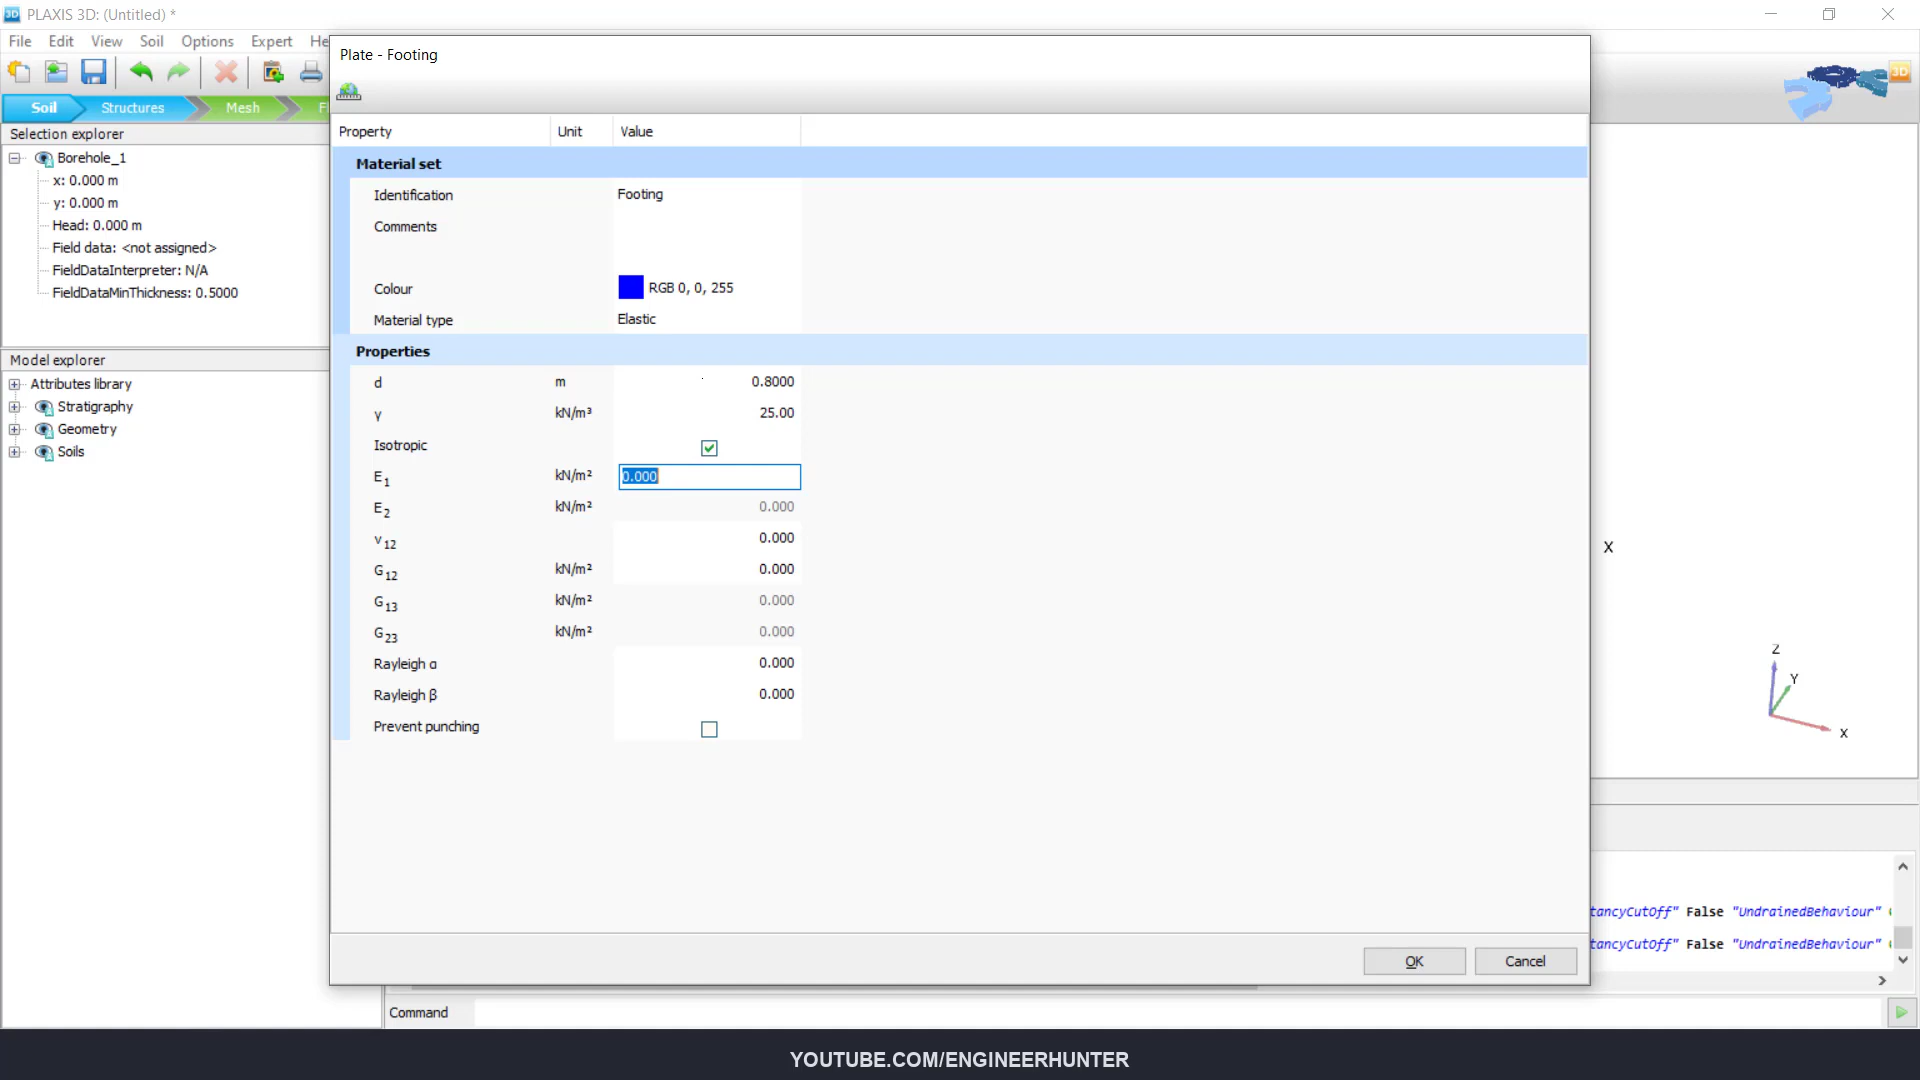 PLAXIS 3D: (Untitled) *
File Edit View Soil Options Expert He
Soil Structures Mesh
Selection explorer
Borehole_1
x: 0.000 m
y: 0.000 m
Head: 0.000 m
Field data: <not assigned>
FieldDataInterpreter: N/A
FieldDataMinThickness: 0.5000
Model explorer
Attributes library
Stratigraphy
Geometry
Soils
Plate - Footing
Property Unit Value
Material set
Identification Footing
Comments
Colour RGB 0, 0, 255
Material type Elastic
Properties
d m 0.8000
γ kN/m³ 25.00
Isotropic
E1 kN/m² 0.000
E2 kN/m² 0.000
ν12 0.000
G12 kN/m² 0.000
G13 kN/m² 0.000
G23 kN/m² 0.000
Rayleigh α 0.000
Rayleigh β 0.000
Prevent punching
OK Cancel
3D
X
Z
Y
X
tancyCutOff" False "UndrainedBehaviour"
tancyCutOff" False "UndrainedBehaviour"
Command
YOUTUBE.COM/ENGINEERHUNTER